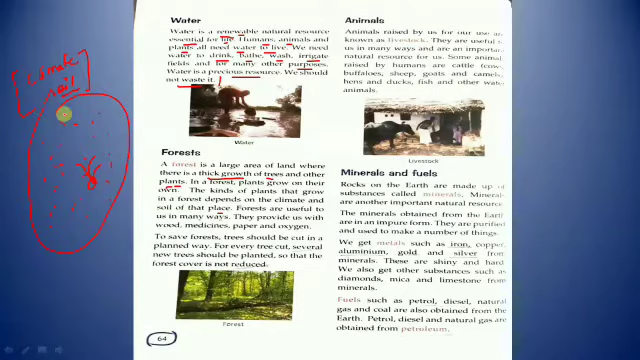 climate
soil
Water
Water is a renewable natural resource
essential for life. Humans, animals and
plants all need water to live. We need
water to drink, bathe, wash, irrigate
fields and for many other purposes.
Water is a precious resource. We should
not waste it.
Water
Forests
A forest is a large area of land where
there is a thick growth of trees and other
plants. In a forest, plants grow on their
own. The kinds of plants that
grow in a forest depends on the climate and
soil of that place. Forests are useful to
us in many ways. They provide us with
wood, medicines, paper and oxygen.
To save forests, trees should be cut in a
planned way. For every tree cut, several
new trees should be planted, so that the
forest cover is not reduced.
Forest
64
Animals
Animals raised by us for our use ar
known as livestock. They are useful
us in many ways and are an importan
natural resource for us. Some animal
raised by humans are cattle (cow
buffaloes, sheep, goats and camels
hens and ducks, fish and other wate
animals.
Livestock
Minerals and fuels
Rocks on the Earth are made up o
substances called minerals. Mineral
are another important natural resource
The minerals obtained from the Earth
are in an impure form. They are purified
and used to make a number of things.
We get metals such as iron, copper,
aluminium, gold and silver from
minerals. These are shiny and hard
We also get other substances such as
diamonds, mica and limestone from
minerals.
Fuels such as petrol, diesel, natural
gas and coal are also obtained from the
Earth. Petrol, diesel and natural gas are
obtained from petroleum.